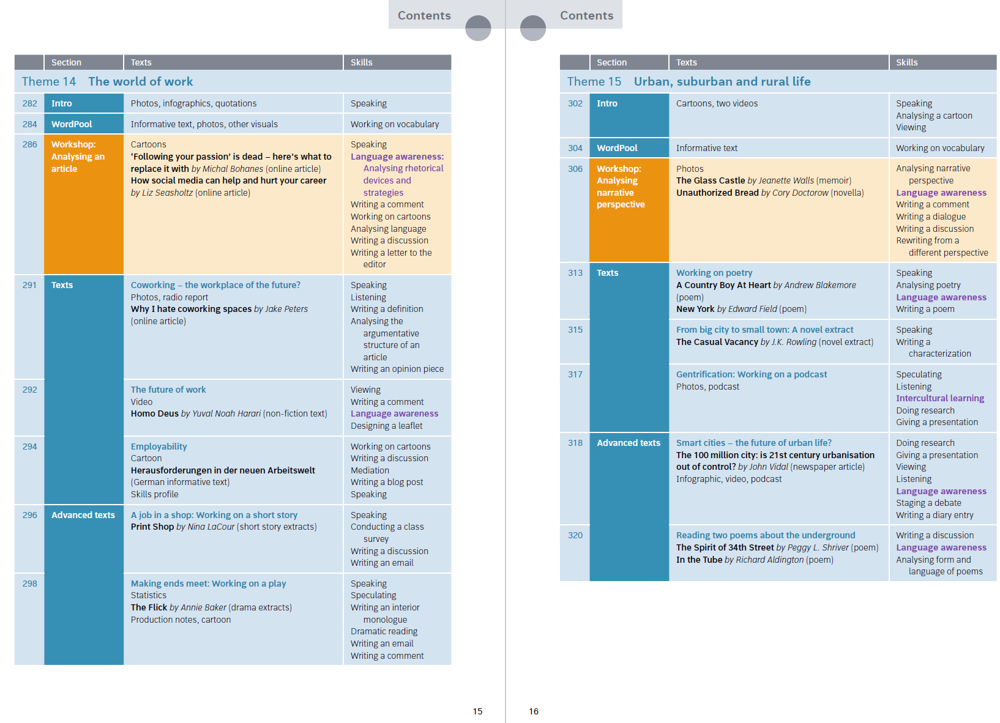 Contents
Section Texts Skills
Theme 14 The world of work
282 Intro Photos, infographics, quotations Speaking
284 WordPool Informative text, photos, other visuals Working on vocabulary
286 Workshop: Cartoons Speaking
Analysing an ‘Following your passion’ is dead – here’s what to Language awareness:
article replace it with by Michal Bohanes (online article) Analysing rhetorical
How social media can help and hurt your career devices and
by Liz Seasholtz (online article) strategies
Writing a comment
Working on cartoons
Analysing language
Writing a discussion
Writing a letter to the
editor
291 Texts Coworking – the workplace of the future? Speaking
Photos, radio report Listening
Why I hate coworking spaces by Jake Peters Writing a definition
(online article) Analysing the
argumentative
structure of an
article
Writing an opinion piece
292 The future of work Viewing
Video Writing a comment
Homo Deus by Yuval Noah Harari (non-fiction text) Language awareness
Designing a leaflet
294 Employability Working on cartoons
Cartoon Writing a discussion
Herausforderungen in der neuen Arbeitswelt Mediation
(German informative text) Writing a blog post
Skills profile Speaking
296 Advanced texts A job in a shop: Working on a short story Speaking
Print Shop by Nina LaCour (short story extracts) Conducting a class
survey
Writing a discussion
Writing an email
298 Making ends meet: Working on a play Speaking
Statistics Speculating
The Flick by Annie Baker (drama extracts) Writing an interior
Production notes, cartoon monologue
Dramatic reading
Writing an email
Writing a comment
15
Contents
Section Texts Skills
Theme 15 Urban, suburban and rural life
302 Intro Cartoons, two videos Speaking
Analysing a cartoon
Viewing
304 WordPool Informative text Working on vocabulary
306 Workshop: Photos Analysing narrative
Analysing The Glass Castle by Jeanette Walls (memoir) perspective
narrative Unauthorized Bread by Cory Doctorow (novella) Language awareness
perspective Writing a comment
Writing a dialogue
Writing a discussion
Rewriting from a
different perspective
313 Texts Working on poetry Speaking
A Country Boy At Heart by Andrew Blakemore Analysing poetry
(poem) Language awareness
New York by Edward Field (poem) Writing a poem
315 From big city to small town: A novel extract Speaking
The Casual Vacancy by J.K. Rowling (novel extract) Writing a
characterization
317 Gentrification: Working on a podcast Speculating
Photos, podcast Listening
Intercultural learning
Doing research
Giving a presentation
318 Advanced texts Smart cities – the future of urban life? Doing research
The 100 million city: is 21st century urbanisation Giving a presentation
out of control? by John Vidal (newspaper article) Viewing
Infographic, video, podcast Listening
Language awareness
Staging a debate
Writing a diary entry
320 Reading two poems about the underground Writing a discussion
The Spirit of 34th Street by Peggy L. Shriver (poem) Language awareness
In the Tube by Richard Aldington (poem) Analysing form and
language of poems
16